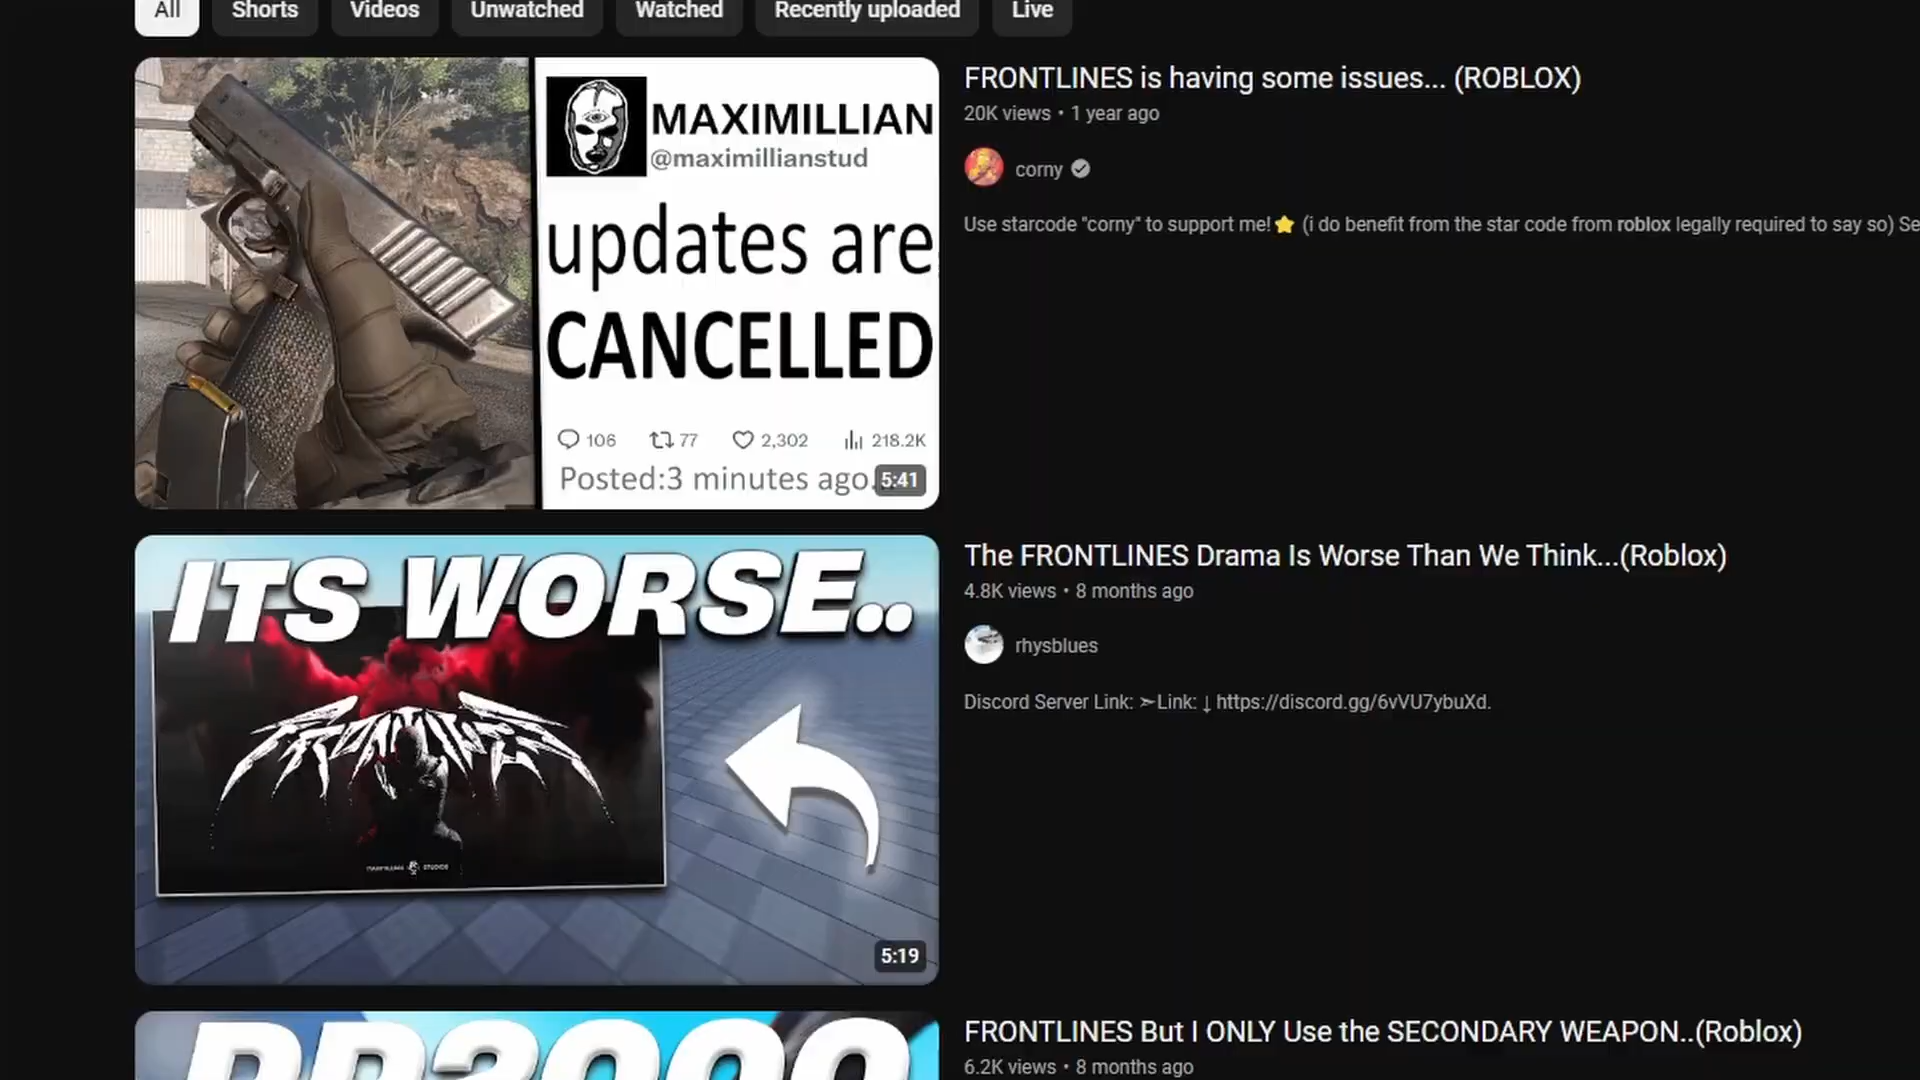 All
Shorts
Videos
Unwatched
Watched
Recently uploaded
Live
MAXIMILLIAN
@maximillianstud
updates are
CANCELLED
106 77 2,302 218.2K
Posted:3 minutes ago.
5:41
FRONTLINES is having some issues... (ROBLOX)
20K views • 1 year ago
corny
Use starcode "corny" to support me!⭐ (i do benefit from the star code from roblox legally required to say so) Se
ITS WORSE..
FRONTLINES
MAXIMILLIAN STUDIOS
5:19
The FRONTLINES Drama Is Worse Than We Think...(Roblox)
4.8K views • 8 months ago
rhysblues
Discord Server Link: ➣Link: ↓ https://discord.gg/6vVU7ybuXd.
FRONTLINES But I ONLY Use the SECONDARY WEAPON..(Roblox)
6.2K views • 8 months ago